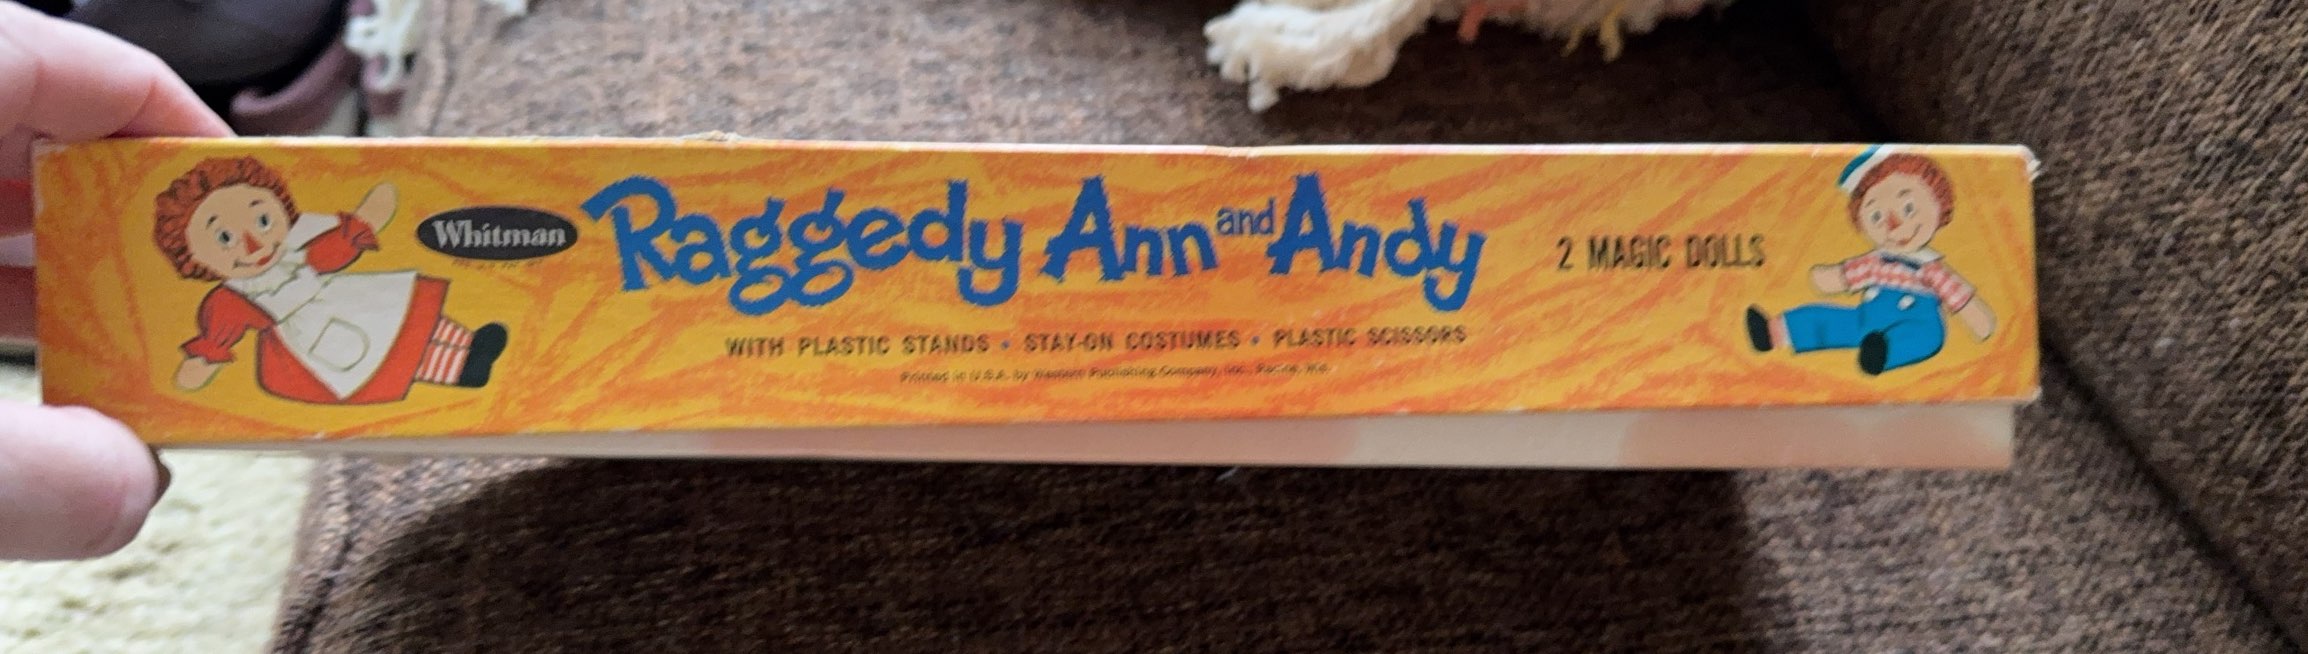 Whitman
Raggedy Ann and Andy
2 MAGIC DOLLS
WITH PLASTIC STANDS • STAY-ON COSTUMES • PLASTIC SCISSORS
Printed in U.S.A. by Western Publishing Company, Inc., Racine, Wis.